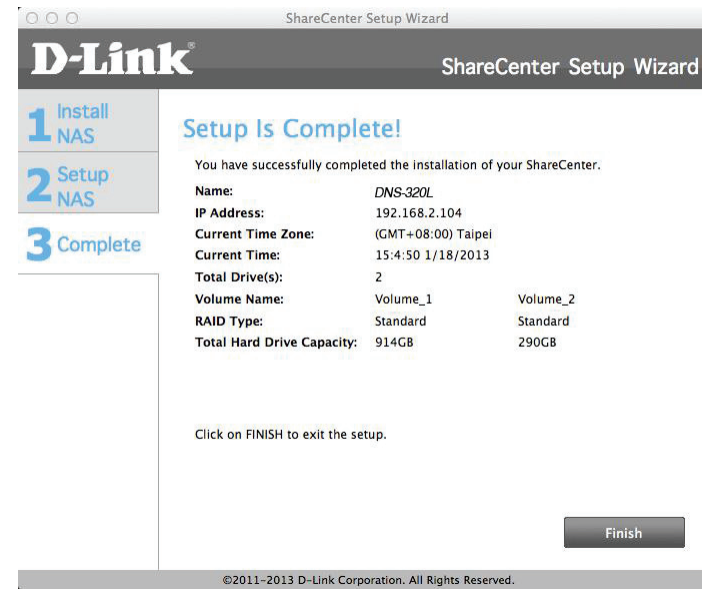 ShareCenter Setup Wizard
D-Link®
ShareCenter Setup Wizard
1 Install NAS
2 Setup NAS
3 Complete
Setup Is Complete!
You have successfully completed the installation of your ShareCenter.
Name: DNS-320L
IP Address: 192.168.2.104
Current Time Zone: (GMT+08:00) Taipei
Current Time: 15:4:50 1/18/2013
Total Drive(s): 2
Volume Name: Volume_1 Volume_2
RAID Type: Standard Standard
Total Hard Drive Capacity: 914GB 290GB
Click on FINISH to exit the setup.
Finish
©2011-2013 D-Link Corporation. All Rights Reserved.